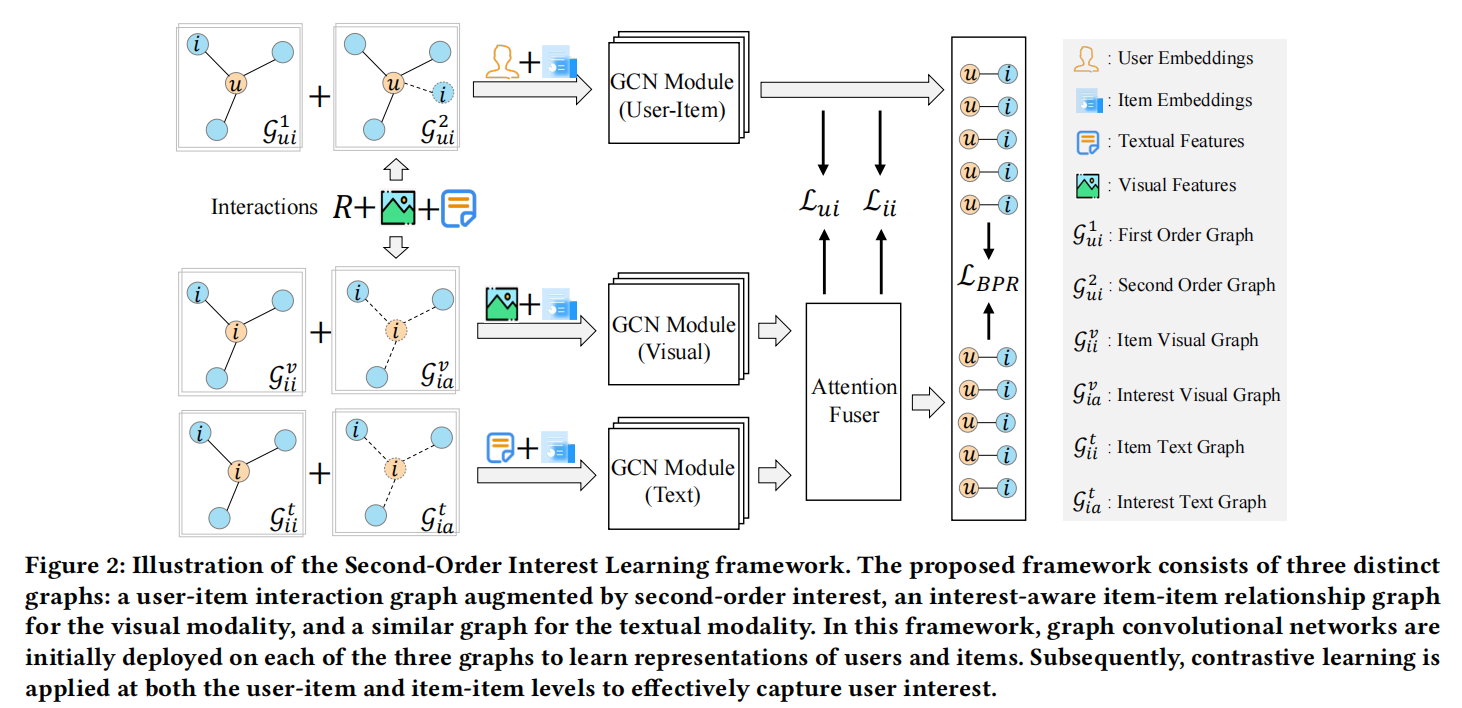 i
u
𝒢¹ᵤᵢ
+
u
i
𝒢²ᵤᵢ
+
GCN Module
(User-Item)
Interactions R+ +
ℒᵤᵢ ℒᵢᵢ
i
i
𝒢ᵛᵢᵢ
+
i
i
𝒢ᵛᵢₐ
+
GCN Module
(Visual)
i
i
𝒢ᵗᵢᵢ
+
i
i
𝒢ᵗᵢₐ
+
GCN Module
(Text)
Attention
Fuser
u i
u i
u i
u i
u i
ℒ_BPR
u i
u i
u i
u i
u i
: User Embeddings
: Item Embeddings
: Textual Features
: Visual Features
𝒢¹ᵤᵢ : First Order Graph
𝒢²ᵤᵢ : Second Order Graph
𝒢ᵛᵢᵢ : Item Visual Graph
𝒢ᵛᵢₐ : Interest Visual Graph
𝒢ᵗᵢᵢ : Item Text Graph
𝒢ᵗᵢₐ : Interest Text Graph
Figure 2: Illustration of the Second-Order Interest Learning framework. The proposed framework consists of three distinct
graphs: a user-item interaction graph augmented by second-order interest, an interest-aware item-item relationship graph
for the visual modality, and a similar graph for the textual modality. In this framework, graph convolutional networks are
initially deployed on each of the three graphs to learn representations of users and items. Subsequently, contrastive learning is
applied at both the user-item and item-item levels to effectively capture user interest.